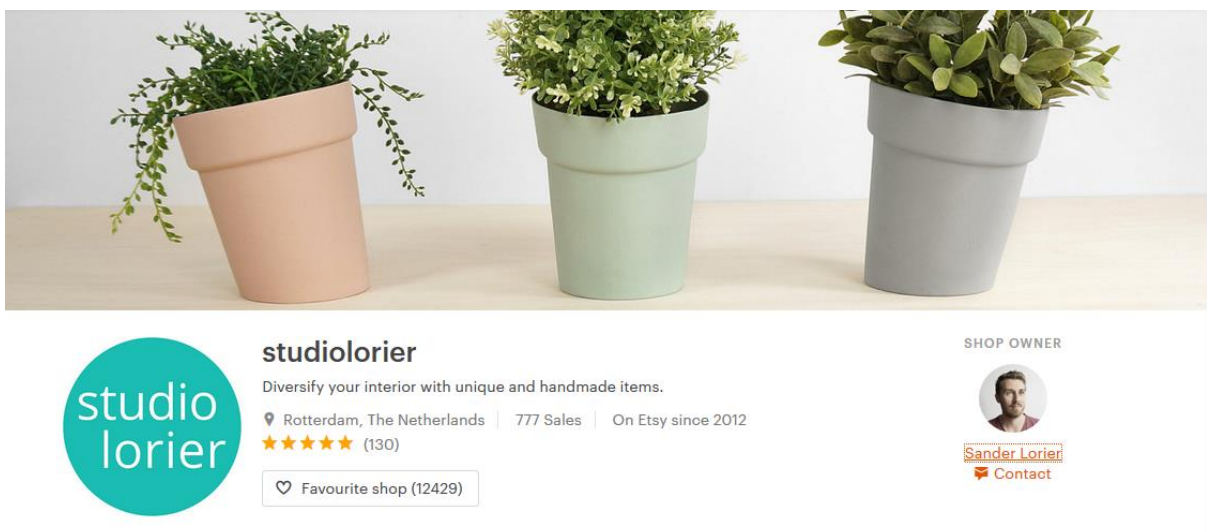 studio
lorier
studiolorier
Diversify your interior with unique and handmade items.
Rotterdam, The Netherlands | 777 Sales | On Etsy since 2012
(130)
Favourite shop (12429)
SHOP OWNER
Sander Lorier
Contact